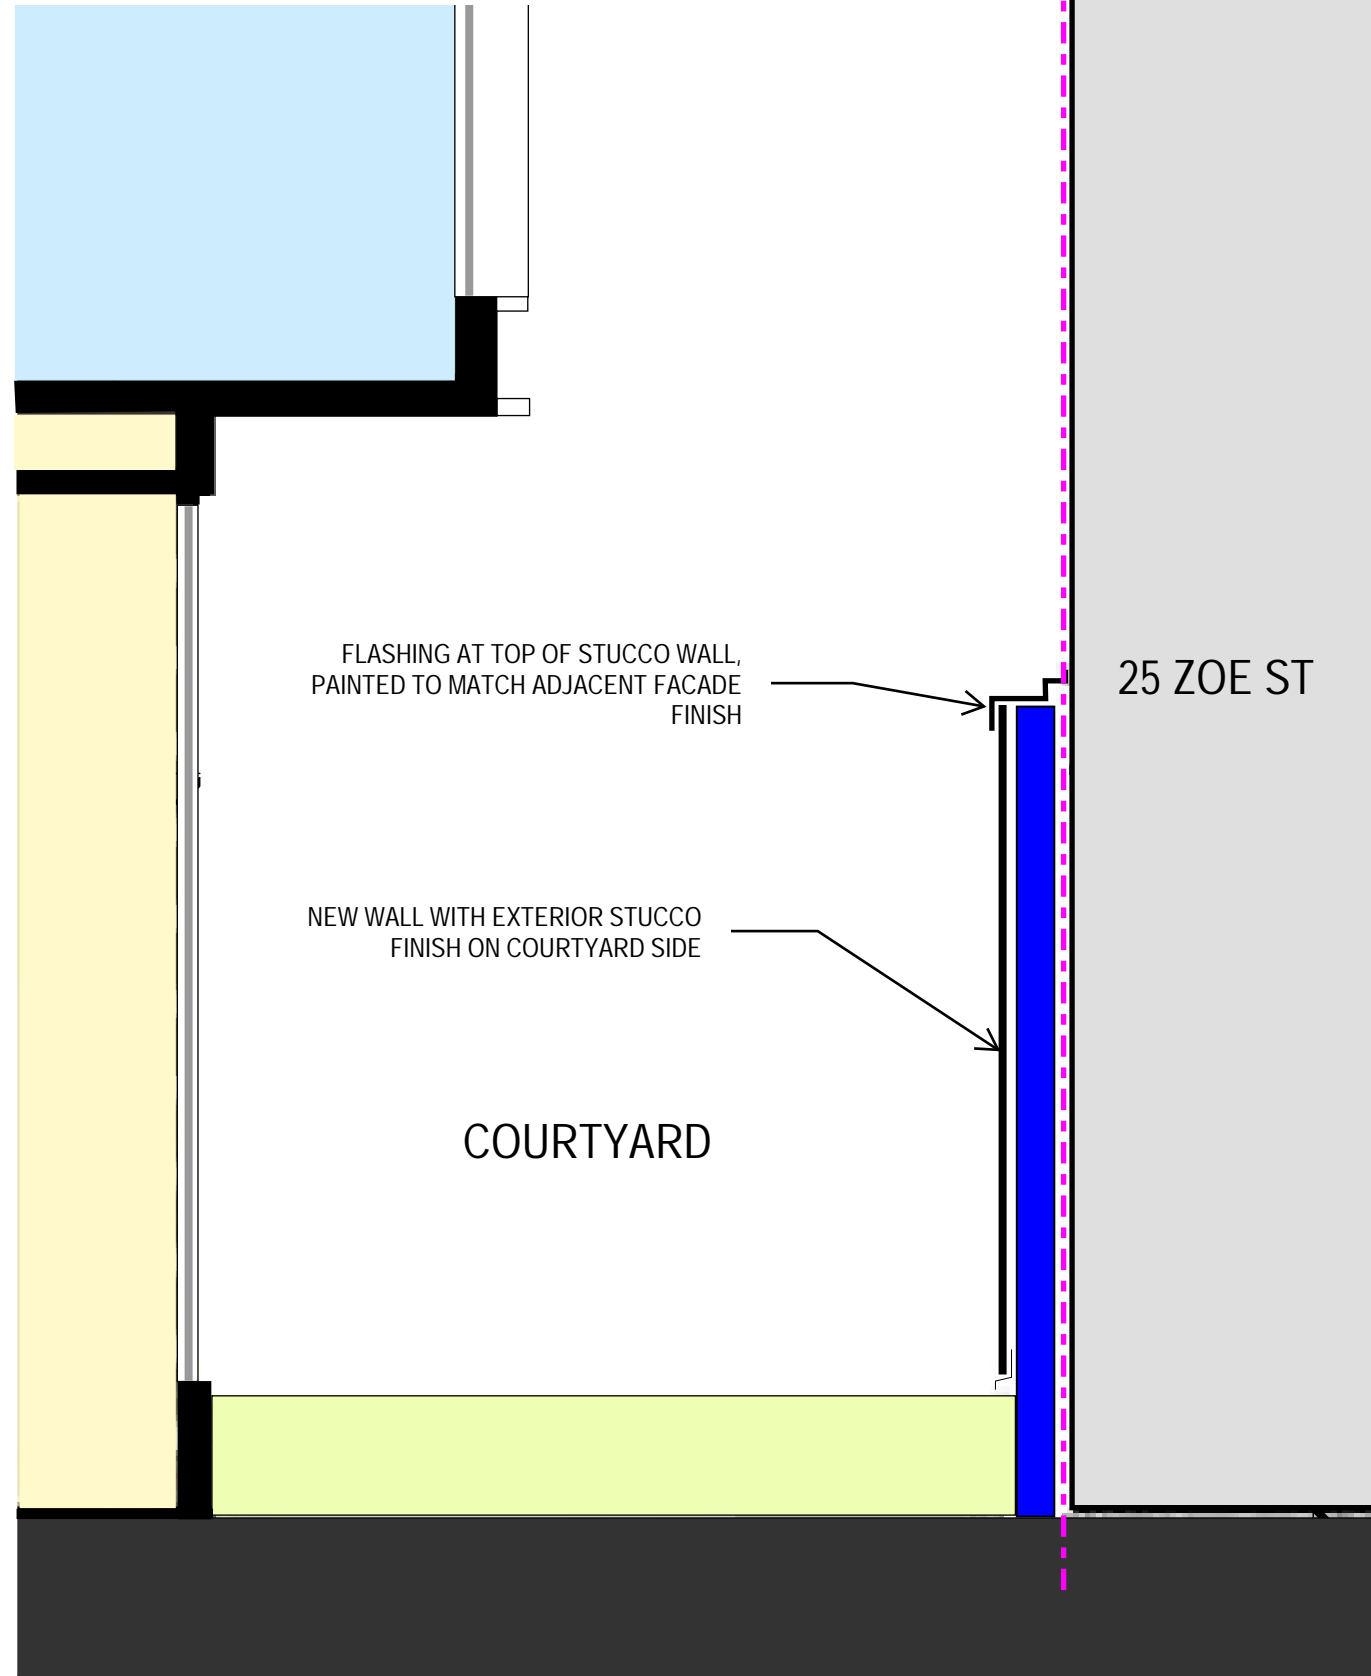 FLASHING AT TOP OF STUCCO WALL,
PAINTED TO MATCH ADJACENT FACADE
FINISH
25 ZOE ST
NEW WALL WITH EXTERIOR STUCCO
FINISH ON COURTYARD SIDE
COURTYARD